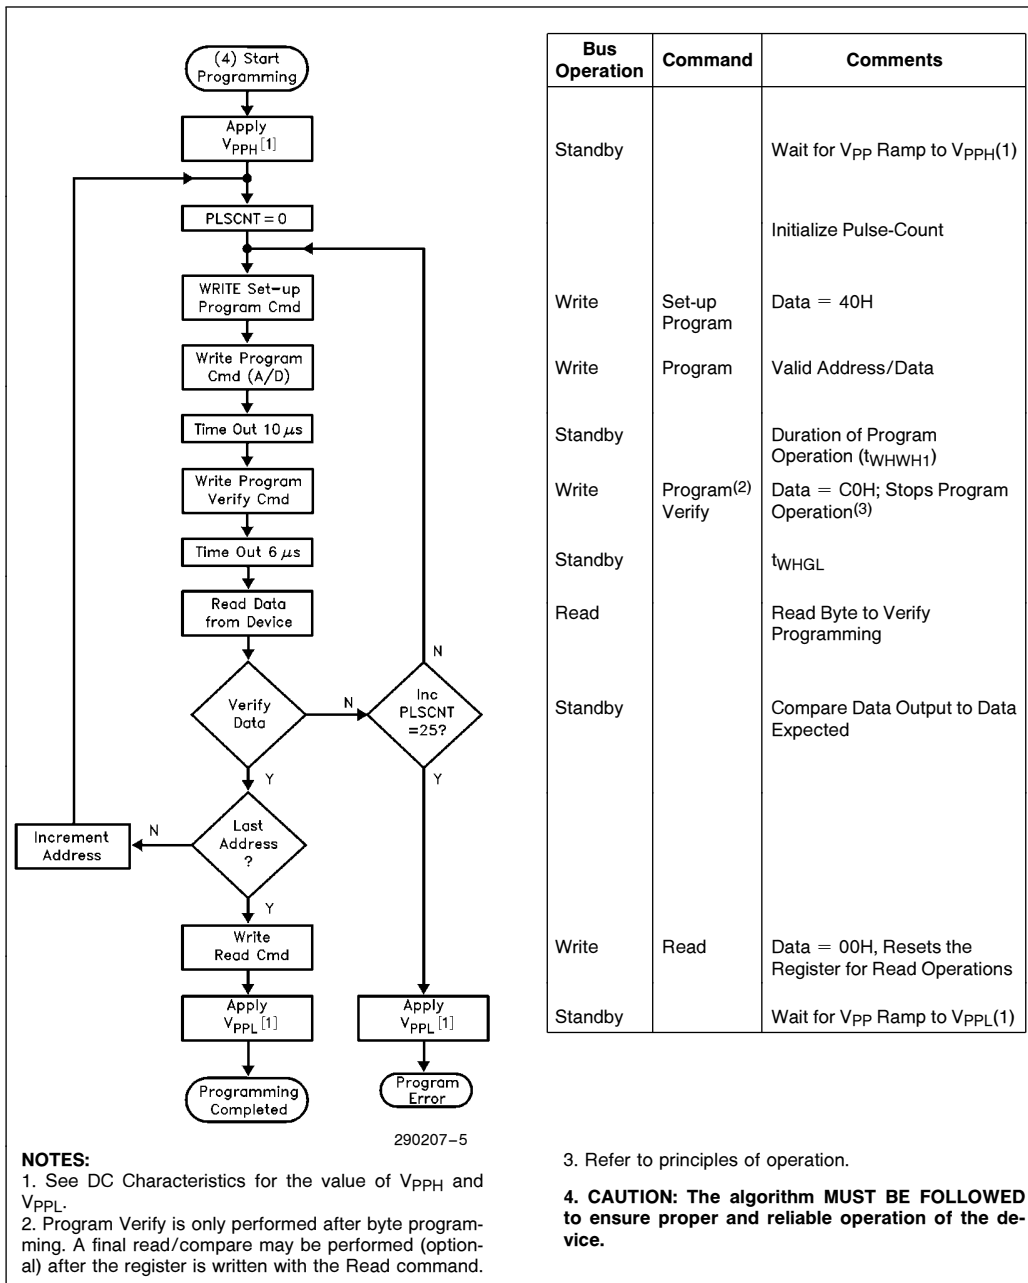 (4) Start
Programming
Apply
VPPH[1]
PLSCNT = 0
WRITE Set-up
Program Cmd
Write Program
Cmd (A/D)
Time Out 10 μs
Write Program
Verify Cmd
Time Out 6 μs
Read Data
from Device
Verify
Data
N
Inc
PLSCNT
=25?
N
Y
Y
Last
Address
?
N
Increment
Address
Y
Write
Read Cmd
Apply
VPPL[1]
Programming
Completed
Apply
VPPL[1]
Program
Error
290207–5
Bus Operation | Command | Comments
Standby | | Wait for VPP Ramp to VPPH(1)
Initialize Pulse-Count
Write | Set-up Program | Data = 40H
Write | Program | Valid Address/Data
Standby | | Duration of Program Operation (tWHWH1)
Write | Program(2) Verify | Data = C0H; Stops Program Operation(3)
Standby | | tWHGL
Read | | Read Byte to Verify Programming
Standby | | Compare Data Output to Data Expected
Write | Read | Data = 00H, Resets the Register for Read Operations
Standby | | Wait for VPP Ramp to VPPL(1)
NOTES:
1. See DC Characteristics for the value of VPPH and
VPPL.
2. Program Verify is only performed after byte program-
ming. A final read/compare may be performed (option-
al) after the register is written with the Read command.
3. Refer to principles of operation.
4. CAUTION: The algorithm MUST BE FOLLOWED
to ensure proper and reliable operation of the de-
vice.